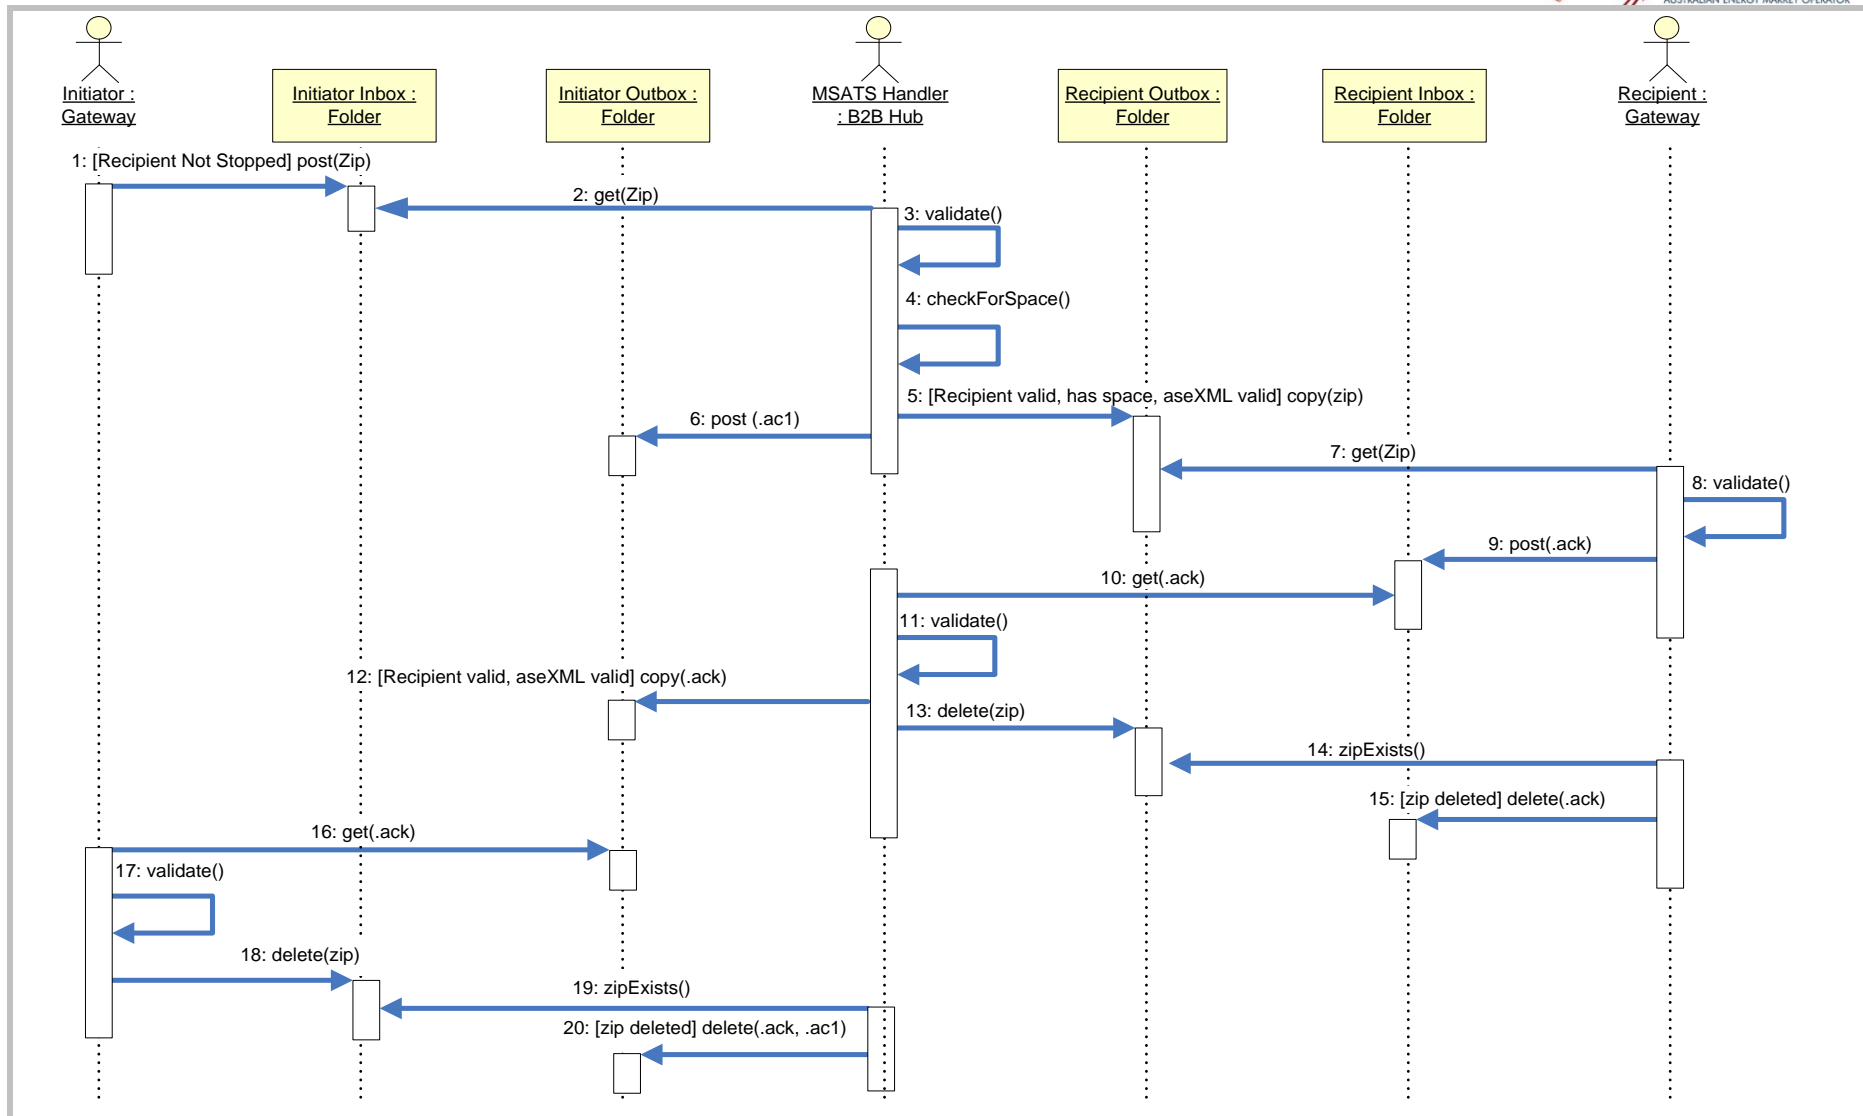 AUSTRALIAN ENERGY MARKET OPERATOR
Initiator :
Gateway
Initiator Inbox :
Folder
Initiator Outbox :
Folder
MSATS Handler
: B2B Hub
Recipient Outbox :
Folder
Recipient Inbox :
Folder
Recipient :
Gateway
1: [Recipient Not Stopped] post(Zip)
2: get(Zip)
3: validate()
4: checkForSpace()
5: [Recipient valid, has space, aseXML valid] copy(zip)
6: post (.ac1)
7: get(Zip)
8: validate()
9: post(.ack)
10: get(.ack)
11: validate()
12: [Recipient valid, aseXML valid] copy(.ack)
13: delete(zip)
14: zipExists()
15: [zip deleted] delete(.ack)
16: get(.ack)
17: validate()
18: delete(zip)
19: zipExists()
20: [zip deleted] delete(.ack, .ac1)